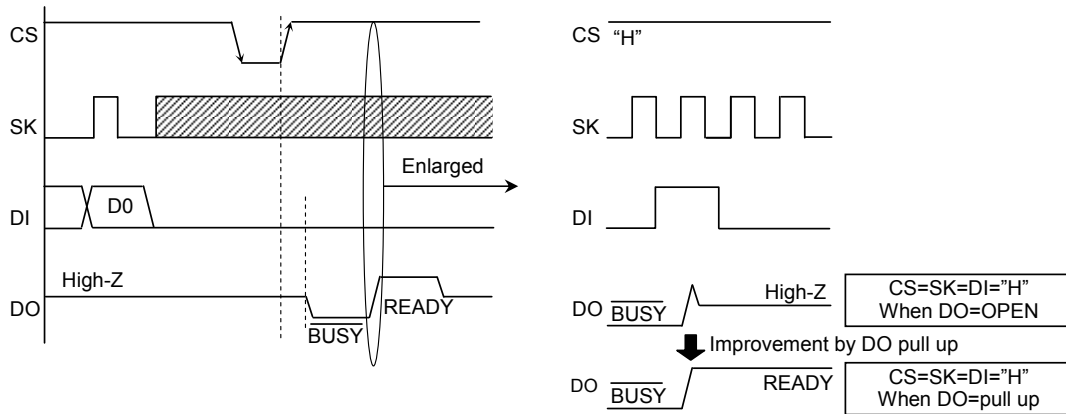 CS
SK
Enlarged
D0
DI
High-Z
DO
READY
BUSY
CS "H"
SK
DI
DO BUSY High-Z
CS=SK=DI="H"
When DO=OPEN
Improvement by DO pull up
DO BUSY READY
CS=SK=DI="H"
When DO=pull up